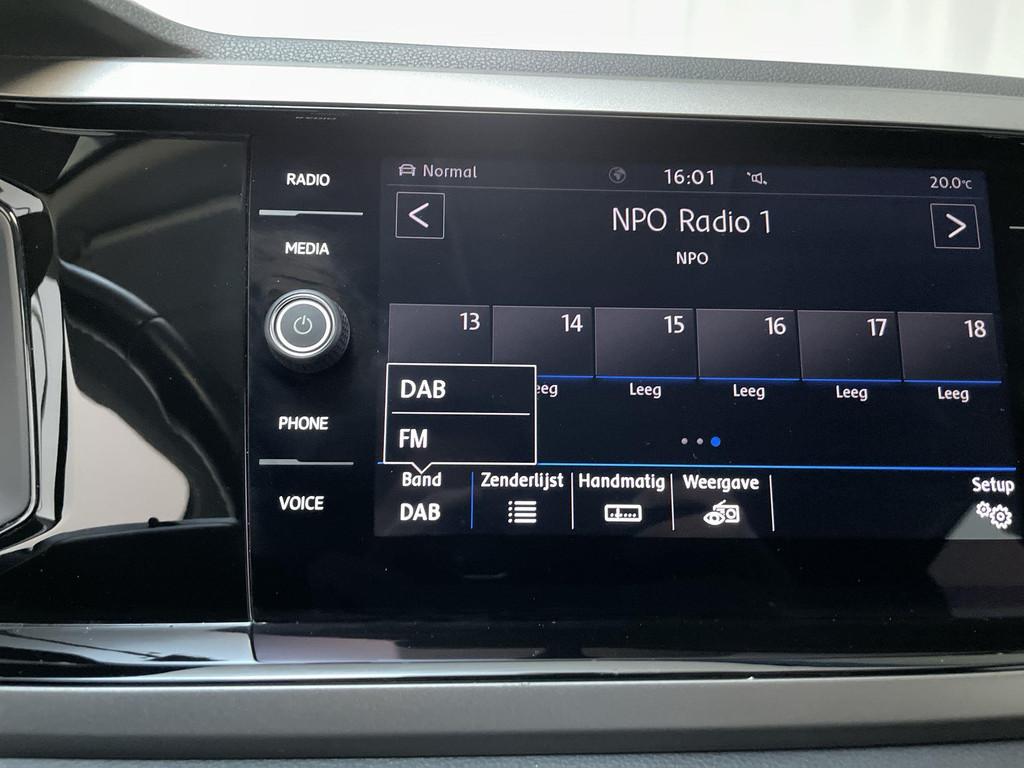 RADIO
MEDIA
PHONE
VOICE
Normal
16:01
20.0°C
<
NPO Radio 1
>
NPO
13 14 15 16 17 18
Leeg Leeg Leeg Leeg
DAB
FM
Band Zenderlijst Handmatig Weergave Setup
DAB